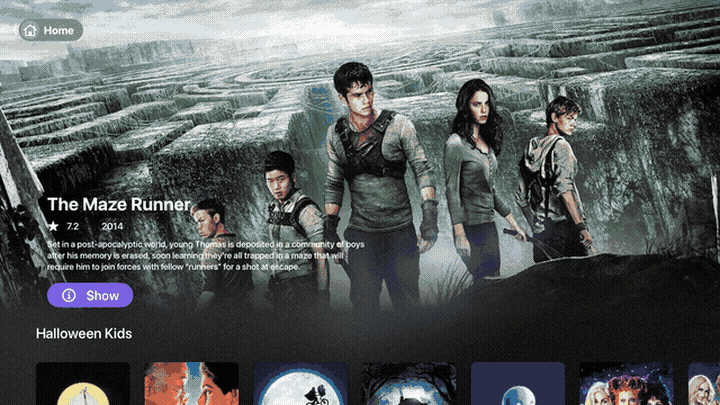 Home
The Maze Runner
7.2 2014
Set in a post-apocalyptic world, young Thomas is deposited in a community of boys
after his memory is erased, soon learning they're all trapped in a maze that will
require him to join forces with fellow "runners" for a shot at escape.
Show
Halloween Kids